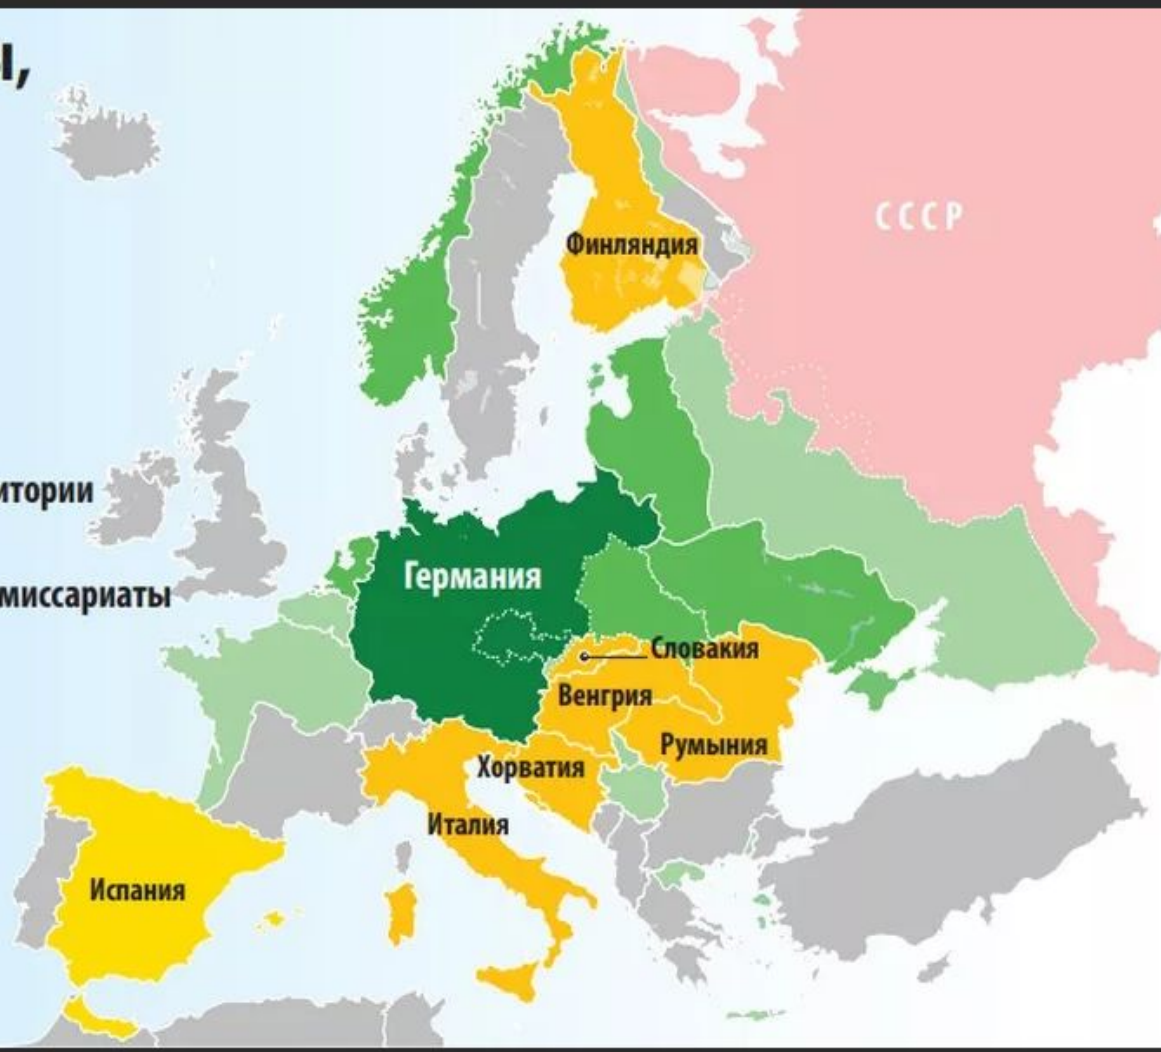 ы,
СССР
Финляндия
итории
Германия
миссариаты
Словакия
Венгрия
Румыния
Хорватия
Италия
Испания